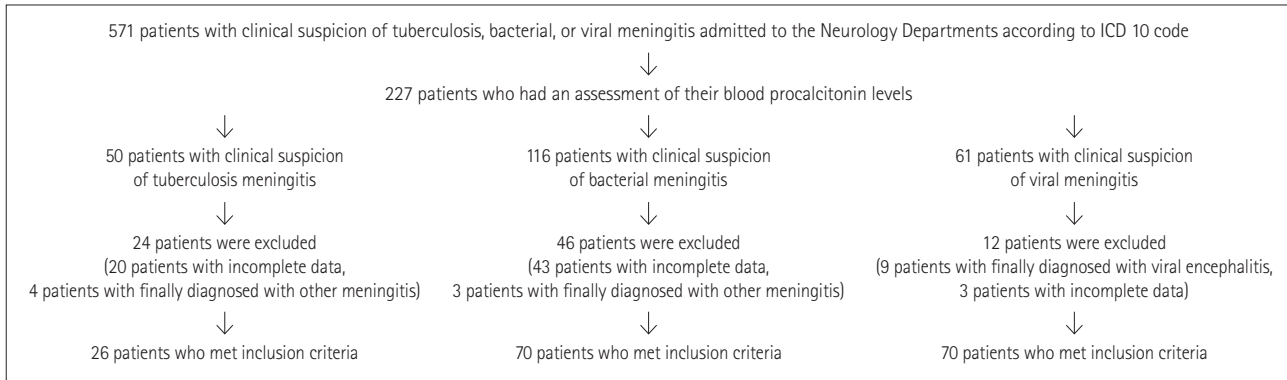 571 patients with clinical suspicion of tuberculosis, bacterial, or viral meningitis admitted to the Neurology Departments according to ICD 10 code
227 patients who had an assessment of their blood procalcitonin levels
50 patients with clinical suspicion
of tuberculosis meningitis
116 patients with clinical suspicion
of bacterial meningitis
61 patients with clinical suspicion
of viral meningitis
24 patients were excluded
(20 patients with incomplete data,
4 patients with finally diagnosed with other meningitis)
46 patients were excluded
(43 patients with incomplete data,
3 patients with finally diagnosed with other meningitis)
12 patients were excluded
(9 patients with finally diagnosed with viral encephalitis,
3 patients with incomplete data)
26 patients who met inclusion criteria
70 patients who met inclusion criteria
70 patients who met inclusion criteria